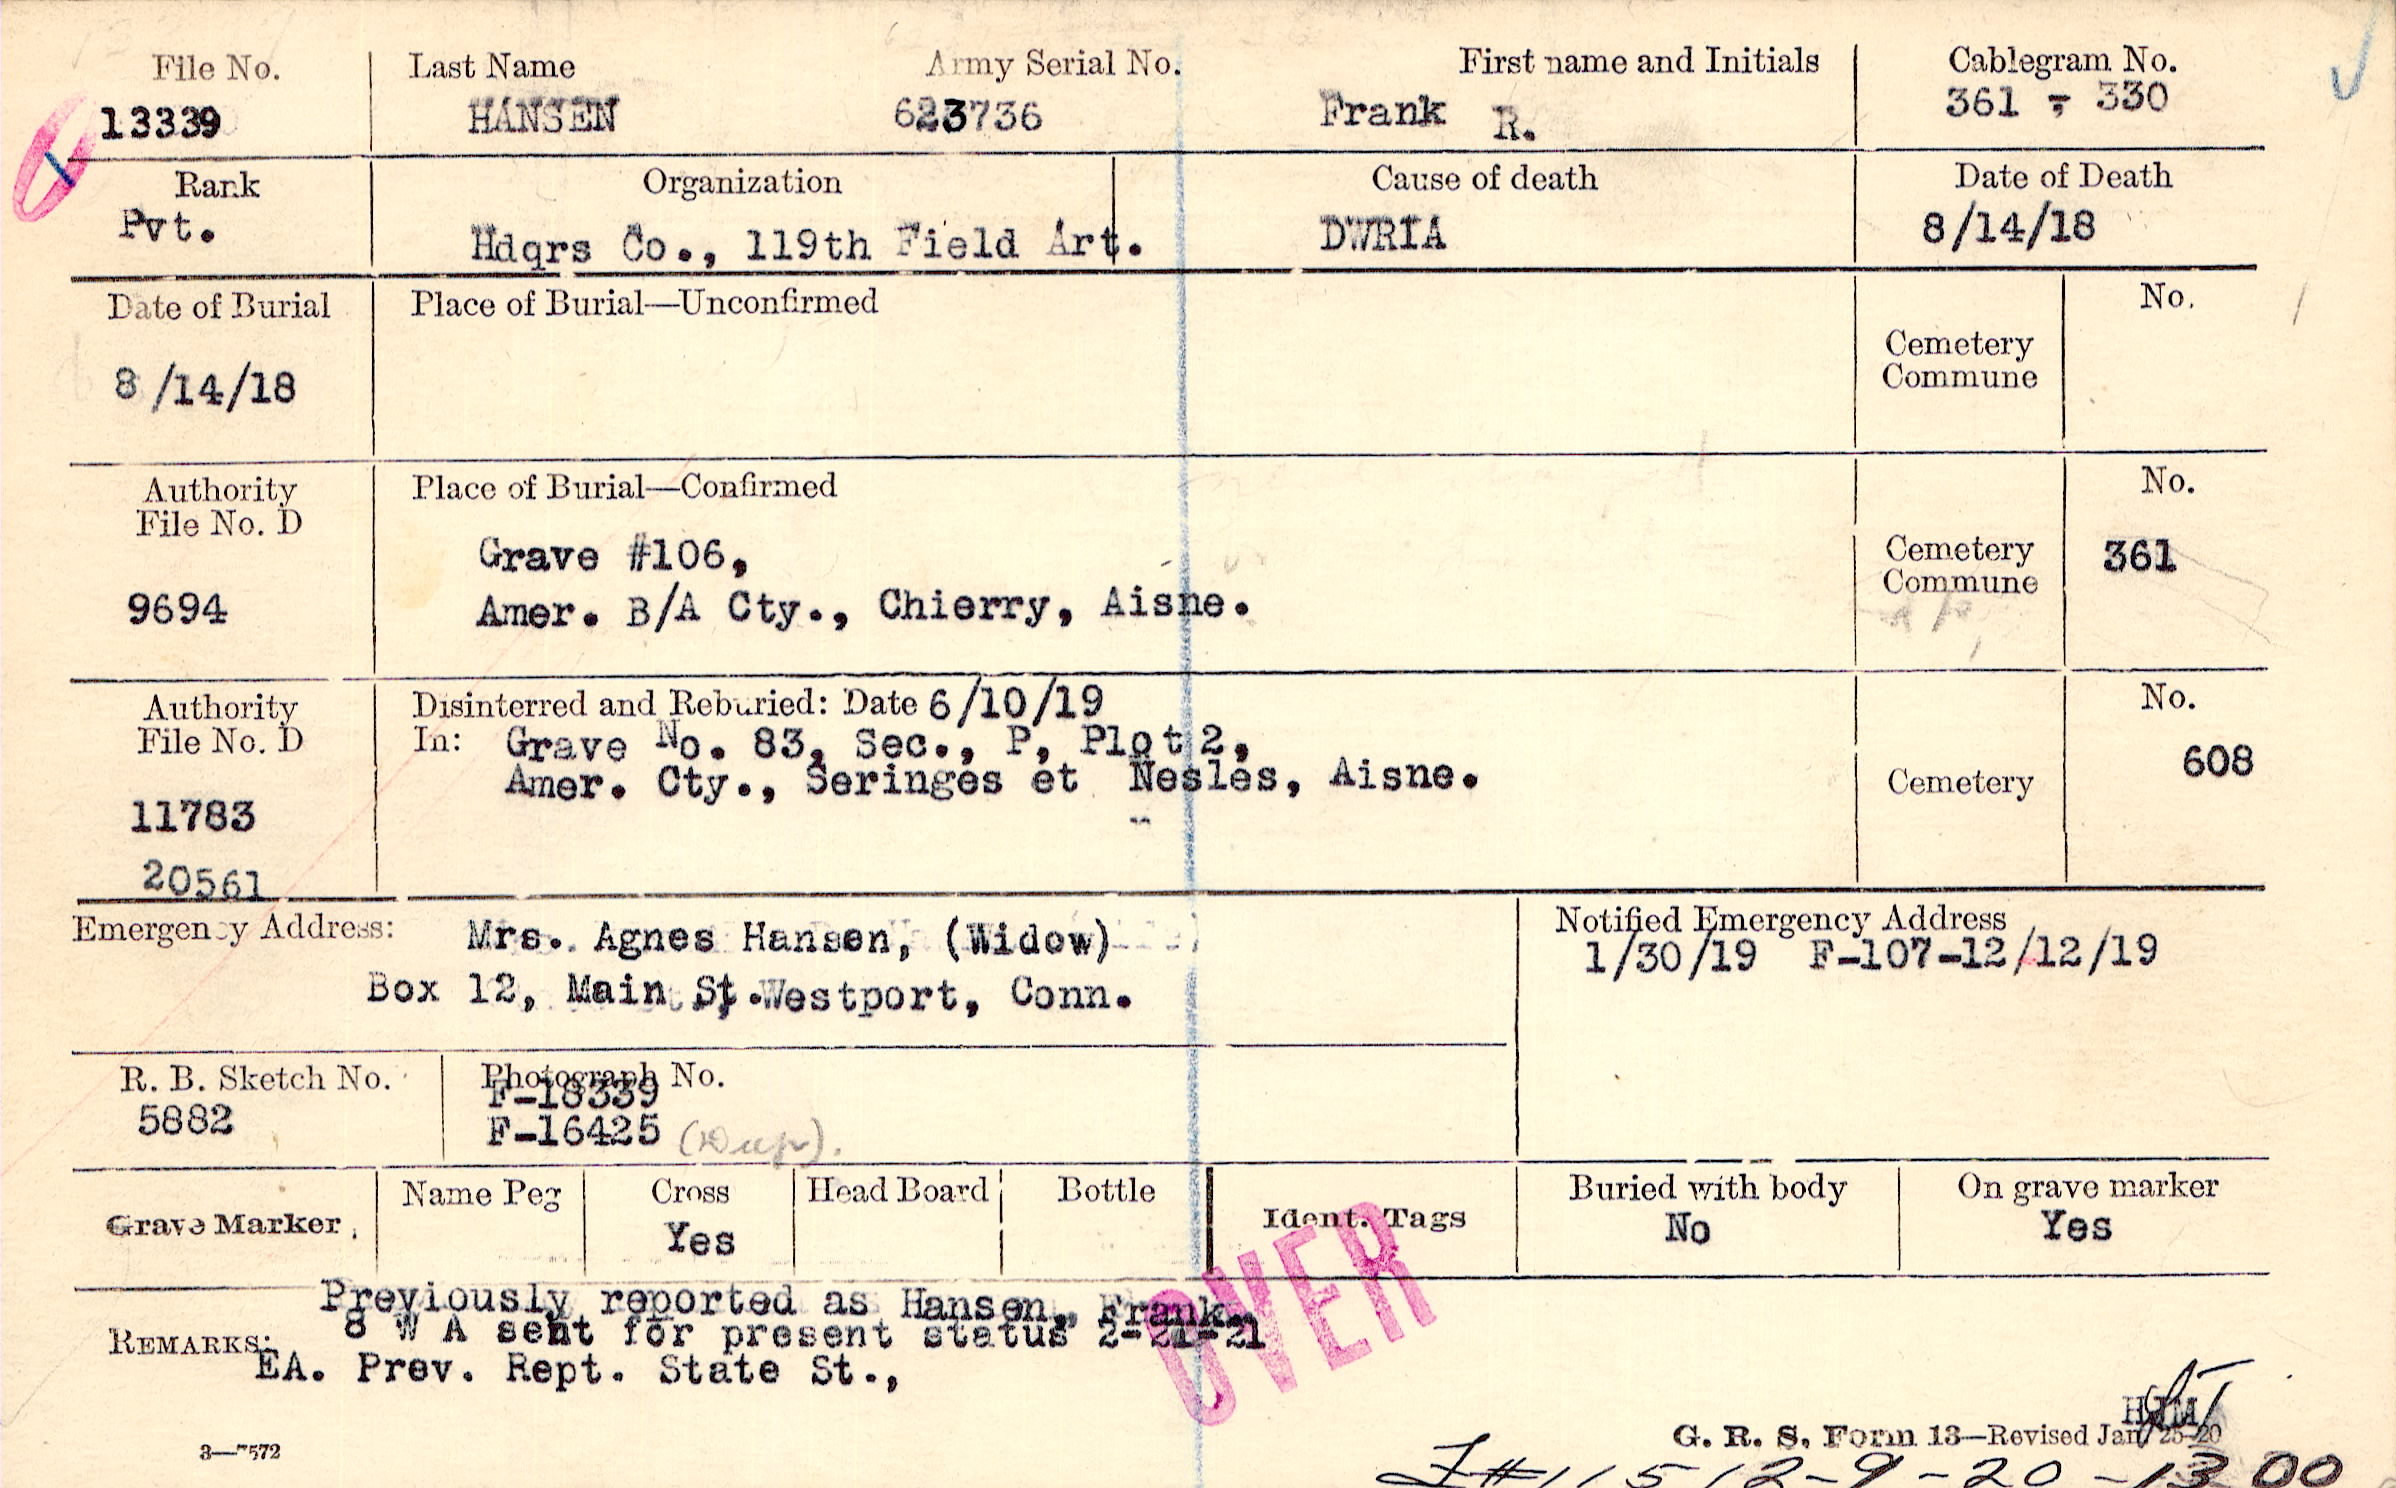 File No. Last Name Army Serial No. First name and Initials Cablegram No.
13339 HANSEN 623736 Frank R. 361 - 330
Rank Organization Cause of death Date of Death
Pvt. Hdqrs Co., 119th Field Art. DWRIA 8/14/18
Date of Burial Place of Burial—Unconfirmed No.
8/14/18 Cemetery
Commune
Authority Place of Burial—Confirmed No.
File No. D
Grave #106, Cemetery 361
Commune
9694 Amer. B/A Cty., Chierry, Aisne.
Authority Disinterred and Reburied: Date 6/10/19 No.
File No. D In: Grave No. 83, Sec., P, Plot 2,
Amer. Cty., Seringes et Nesles, Aisne. Cemetery 608
11783
20561
Emergency Address: Mrs. Agnes Hansen, (Widow) Notified Emergency Address
1/30/19 F-107-12/12/19
Box 12, Main St. Westport, Conn.
R. B. Sketch No. Photograph No.
5882 F-18339
F-16425 (Dup).
Grave Marker Name Peg Cross Head Board Bottle Ident. Tags Buried with body On grave marker
Yes No Yes
OVER
Previously reported as Hansen, Frank.
REMARKS: 8 W A sent for present status 2-21-21
EA. Prev. Rept. State St.,
G. R. S. Form 13—Revised Jan 25-20
3—7572